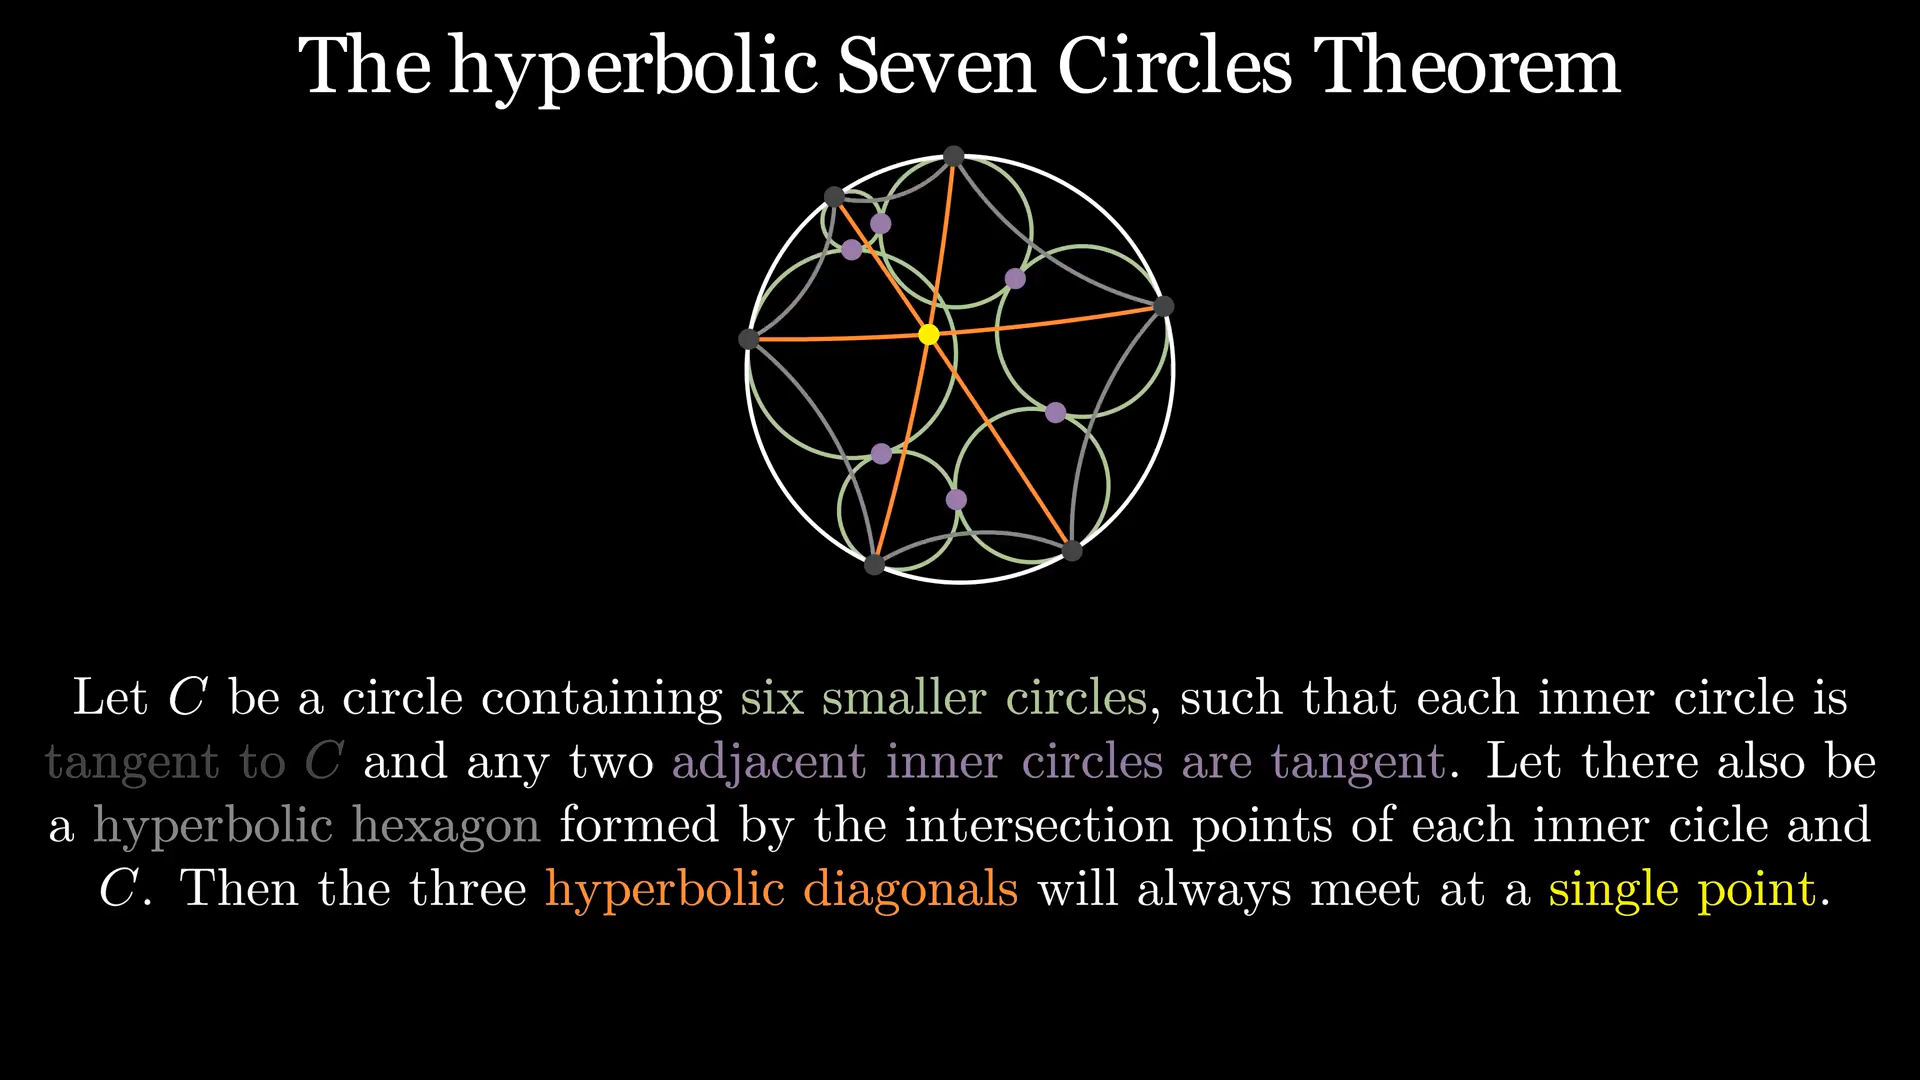 The hyperbolic Seven Circles Theorem
Let C be a circle containing six smaller circles, such that each inner circle is
tangent to C and any two adjacent inner circles are tangent. Let there also be
a hyperbolic hexagon formed by the intersection points of each inner cicle and
C. Then the three hyperbolic diagonals will always meet at a single point.